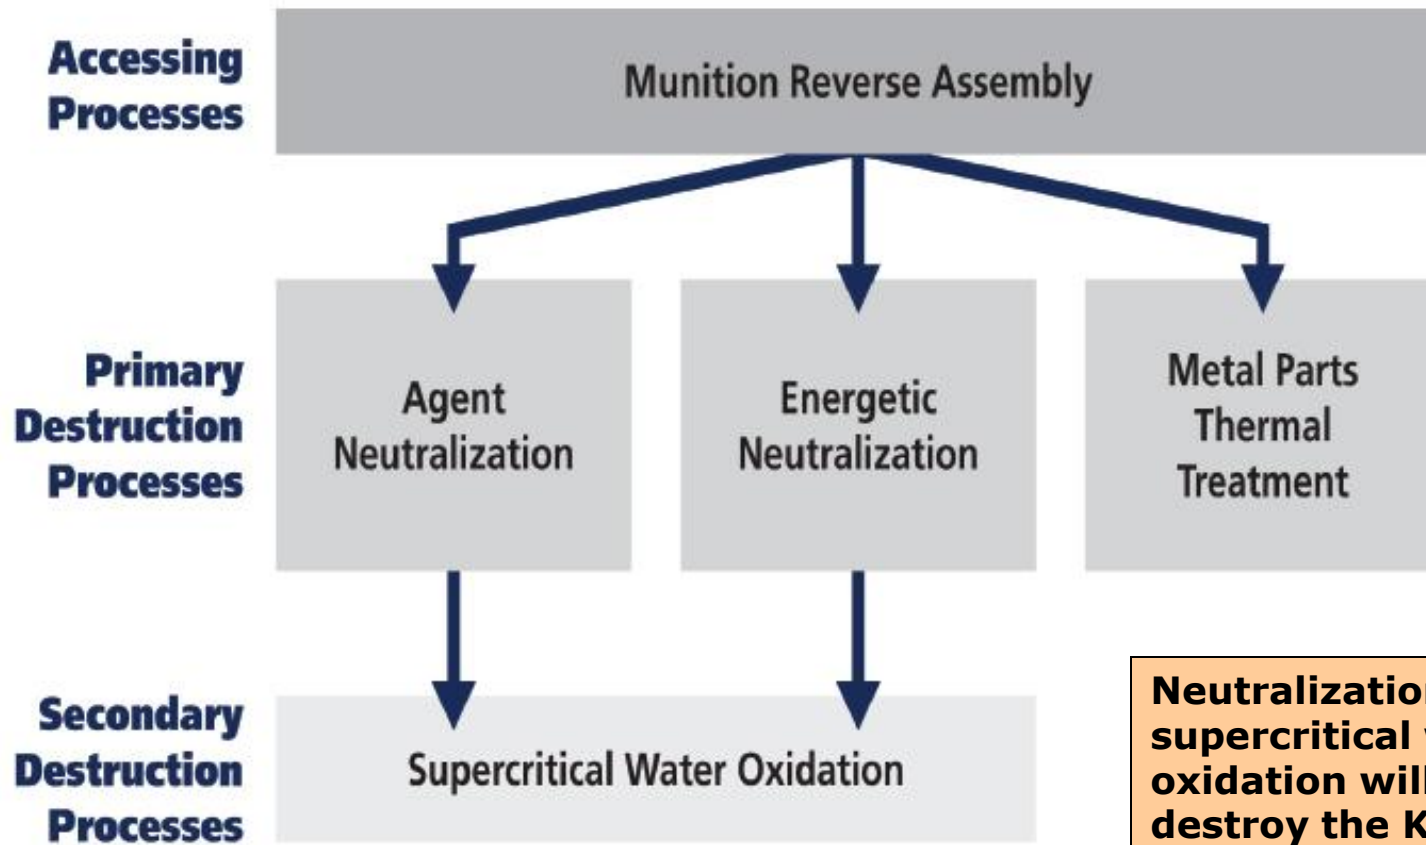 Accessing
Processes
Munition Reverse Assembly
Primary
Destruction
Processes
Agent
Neutralization
Energetic
Neutralization
Metal Parts
Thermal
Treatment
Secondary
Destruction
Processes
Supercritical Water Oxidation
supercritical
oxidation
destroy the